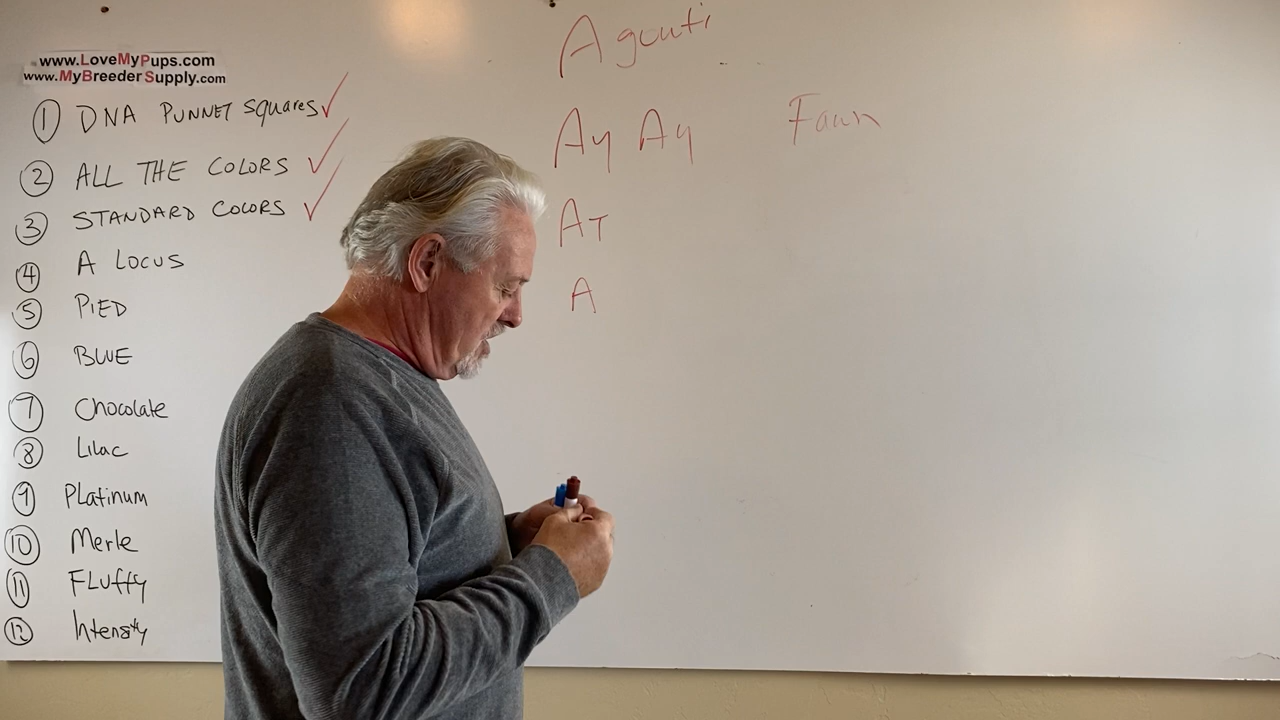 www.LoveMyPups.com
www.MyBreederSupply.com
1 DNA PUNNET Squares ✓
2 ALL THE COLORS ✓
3 STANDARD COLORS ✓
4 A LOCUS
5 PIED
6 BLUE
7 Chocolate
8 Lilac
9 Platinum
10 Merle
11 FLuffy
12 Intensity
Agouti
Ay Ay Fawn
AT
A